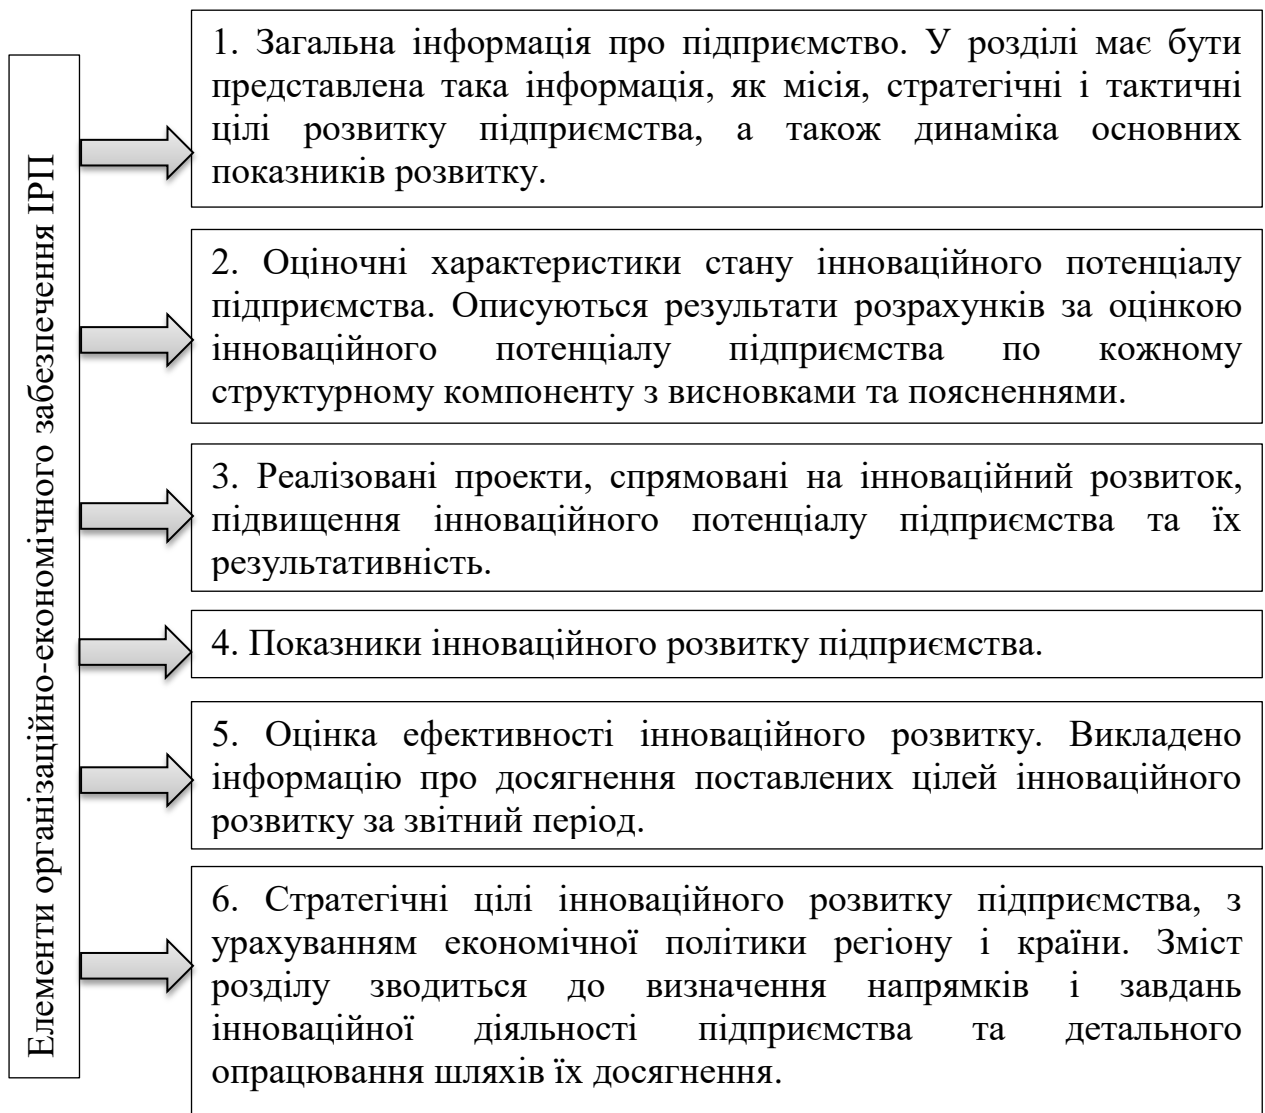 Елементи організаційно-економічного забезпечення ІРП
1. Загальна інформація про підприємство. У розділі має бути
представлена така інформація, як місія, стратегічні і тактичні
цілі розвитку підприємства, а також динаміка основних
показників розвитку.
2. Оціночні характеристики стану інноваційного потенціалу
підприємства. Описуються результати розрахунків за оцінкою
інноваційного потенціалу підприємства по кожному
структурному компоненту з висновками та поясненнями.
3. Реалізовані проекти, спрямовані на інноваційний розвиток,
підвищення інноваційного потенціалу підприємства та їх
результативність.
4. Показники інноваційного розвитку підприємства.
5. Оцінка ефективності інноваційного розвитку. Викладено
інформацію про досягнення поставлених цілей інноваційного
розвитку за звітний період.
6. Стратегічні цілі інноваційного розвитку підприємства, з
урахуванням економічної політики регіону і країни. Зміст
розділу зводиться до визначення напрямків і завдань
інноваційної діяльності підприємства та детального
опрацювання шляхів їх досягнення.